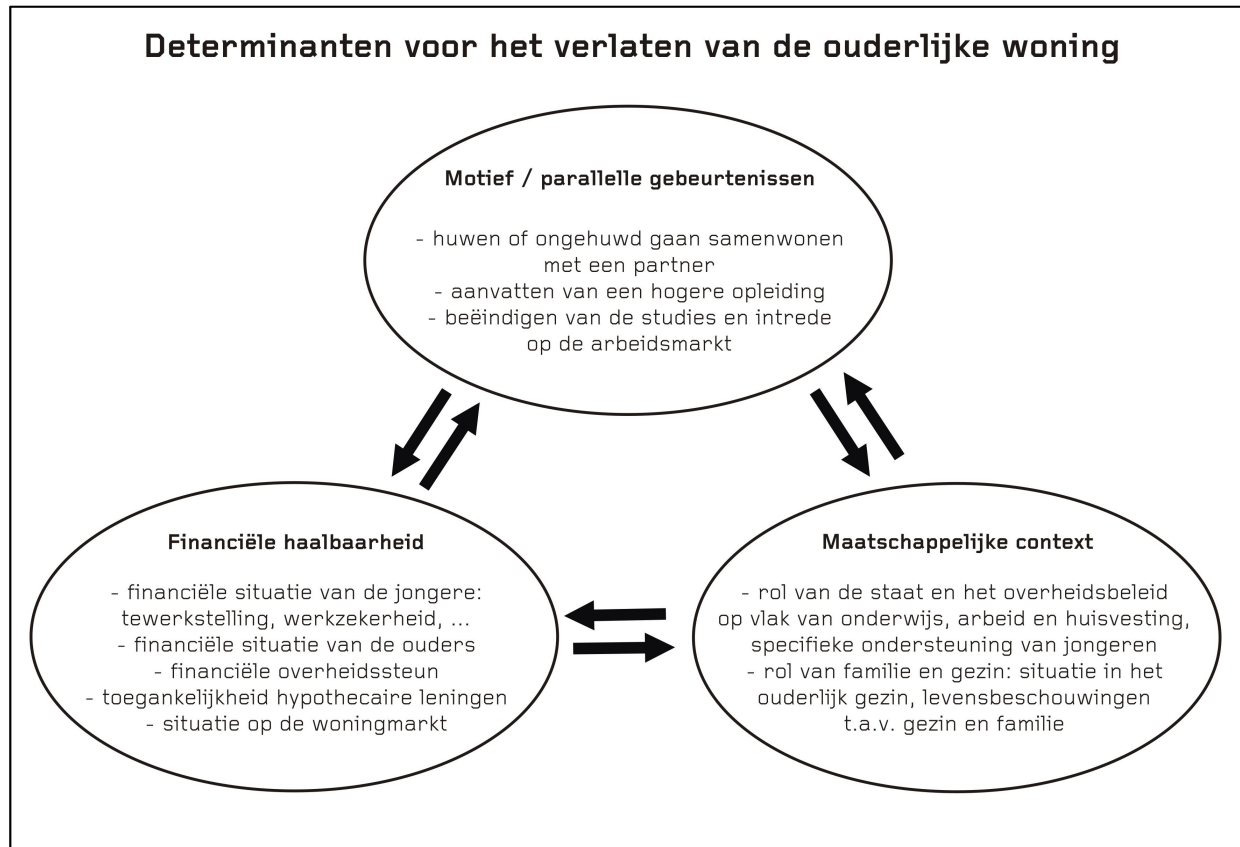 Determinanten voor het verlaten van de ouderlijke woning
Motief / parallelle gebeurtenissen
- huwen of ongehuwd gaan samenwonen
met een partner
- aanvatten van een hogere opleiding
- beëindigen van de studies en intrede
op de arbeidsmarkt
Financiële haalbaarheid
- financiële situatie van de jongere:
tewerkstelling, werkzekerheid, ...
- financiële situatie van de ouders
- financiële overheidssteun
- toegankelijkheid hypothecaire leningen
- situatie op de woningmarkt
Maatschappelijke context
- rol van de staat en het overheidsbeleid
op vlak van onderwijs, arbeid en huisvesting,
specifieke ondersteuning van jongeren
- rol van familie en gezin: situatie in het
ouderlijk gezin, levensbeschouwingen
t.a.v. gezin en familie